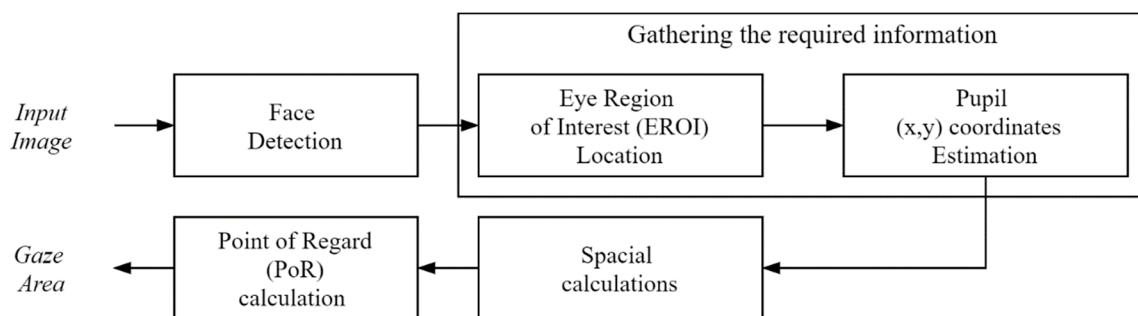 Gathering the required information
Input
Image
Face
Detection
Eye Region
of Interest (EROI)
Location
Pupil
(x,y) coordinates
Estimation
Gaze
Area
Point of Regard
(PoR)
calculation
Spacial
calculations